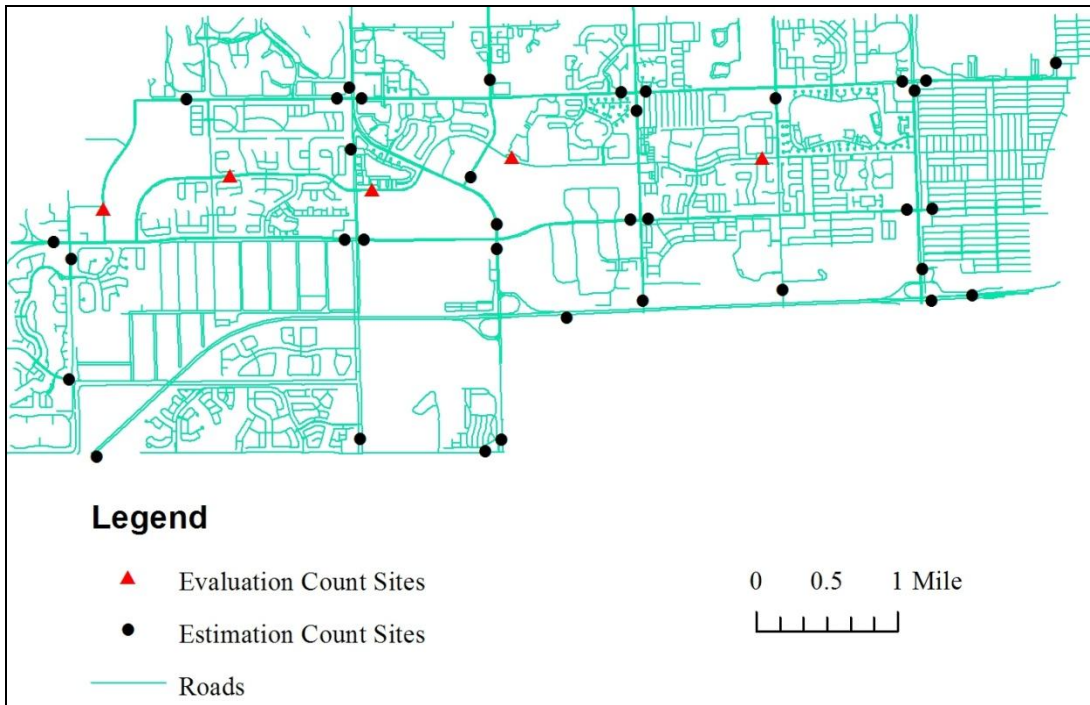 Legend
Evaluation Count Sites
Estimation Count Sites
Roads
0 0.5 1 Mile